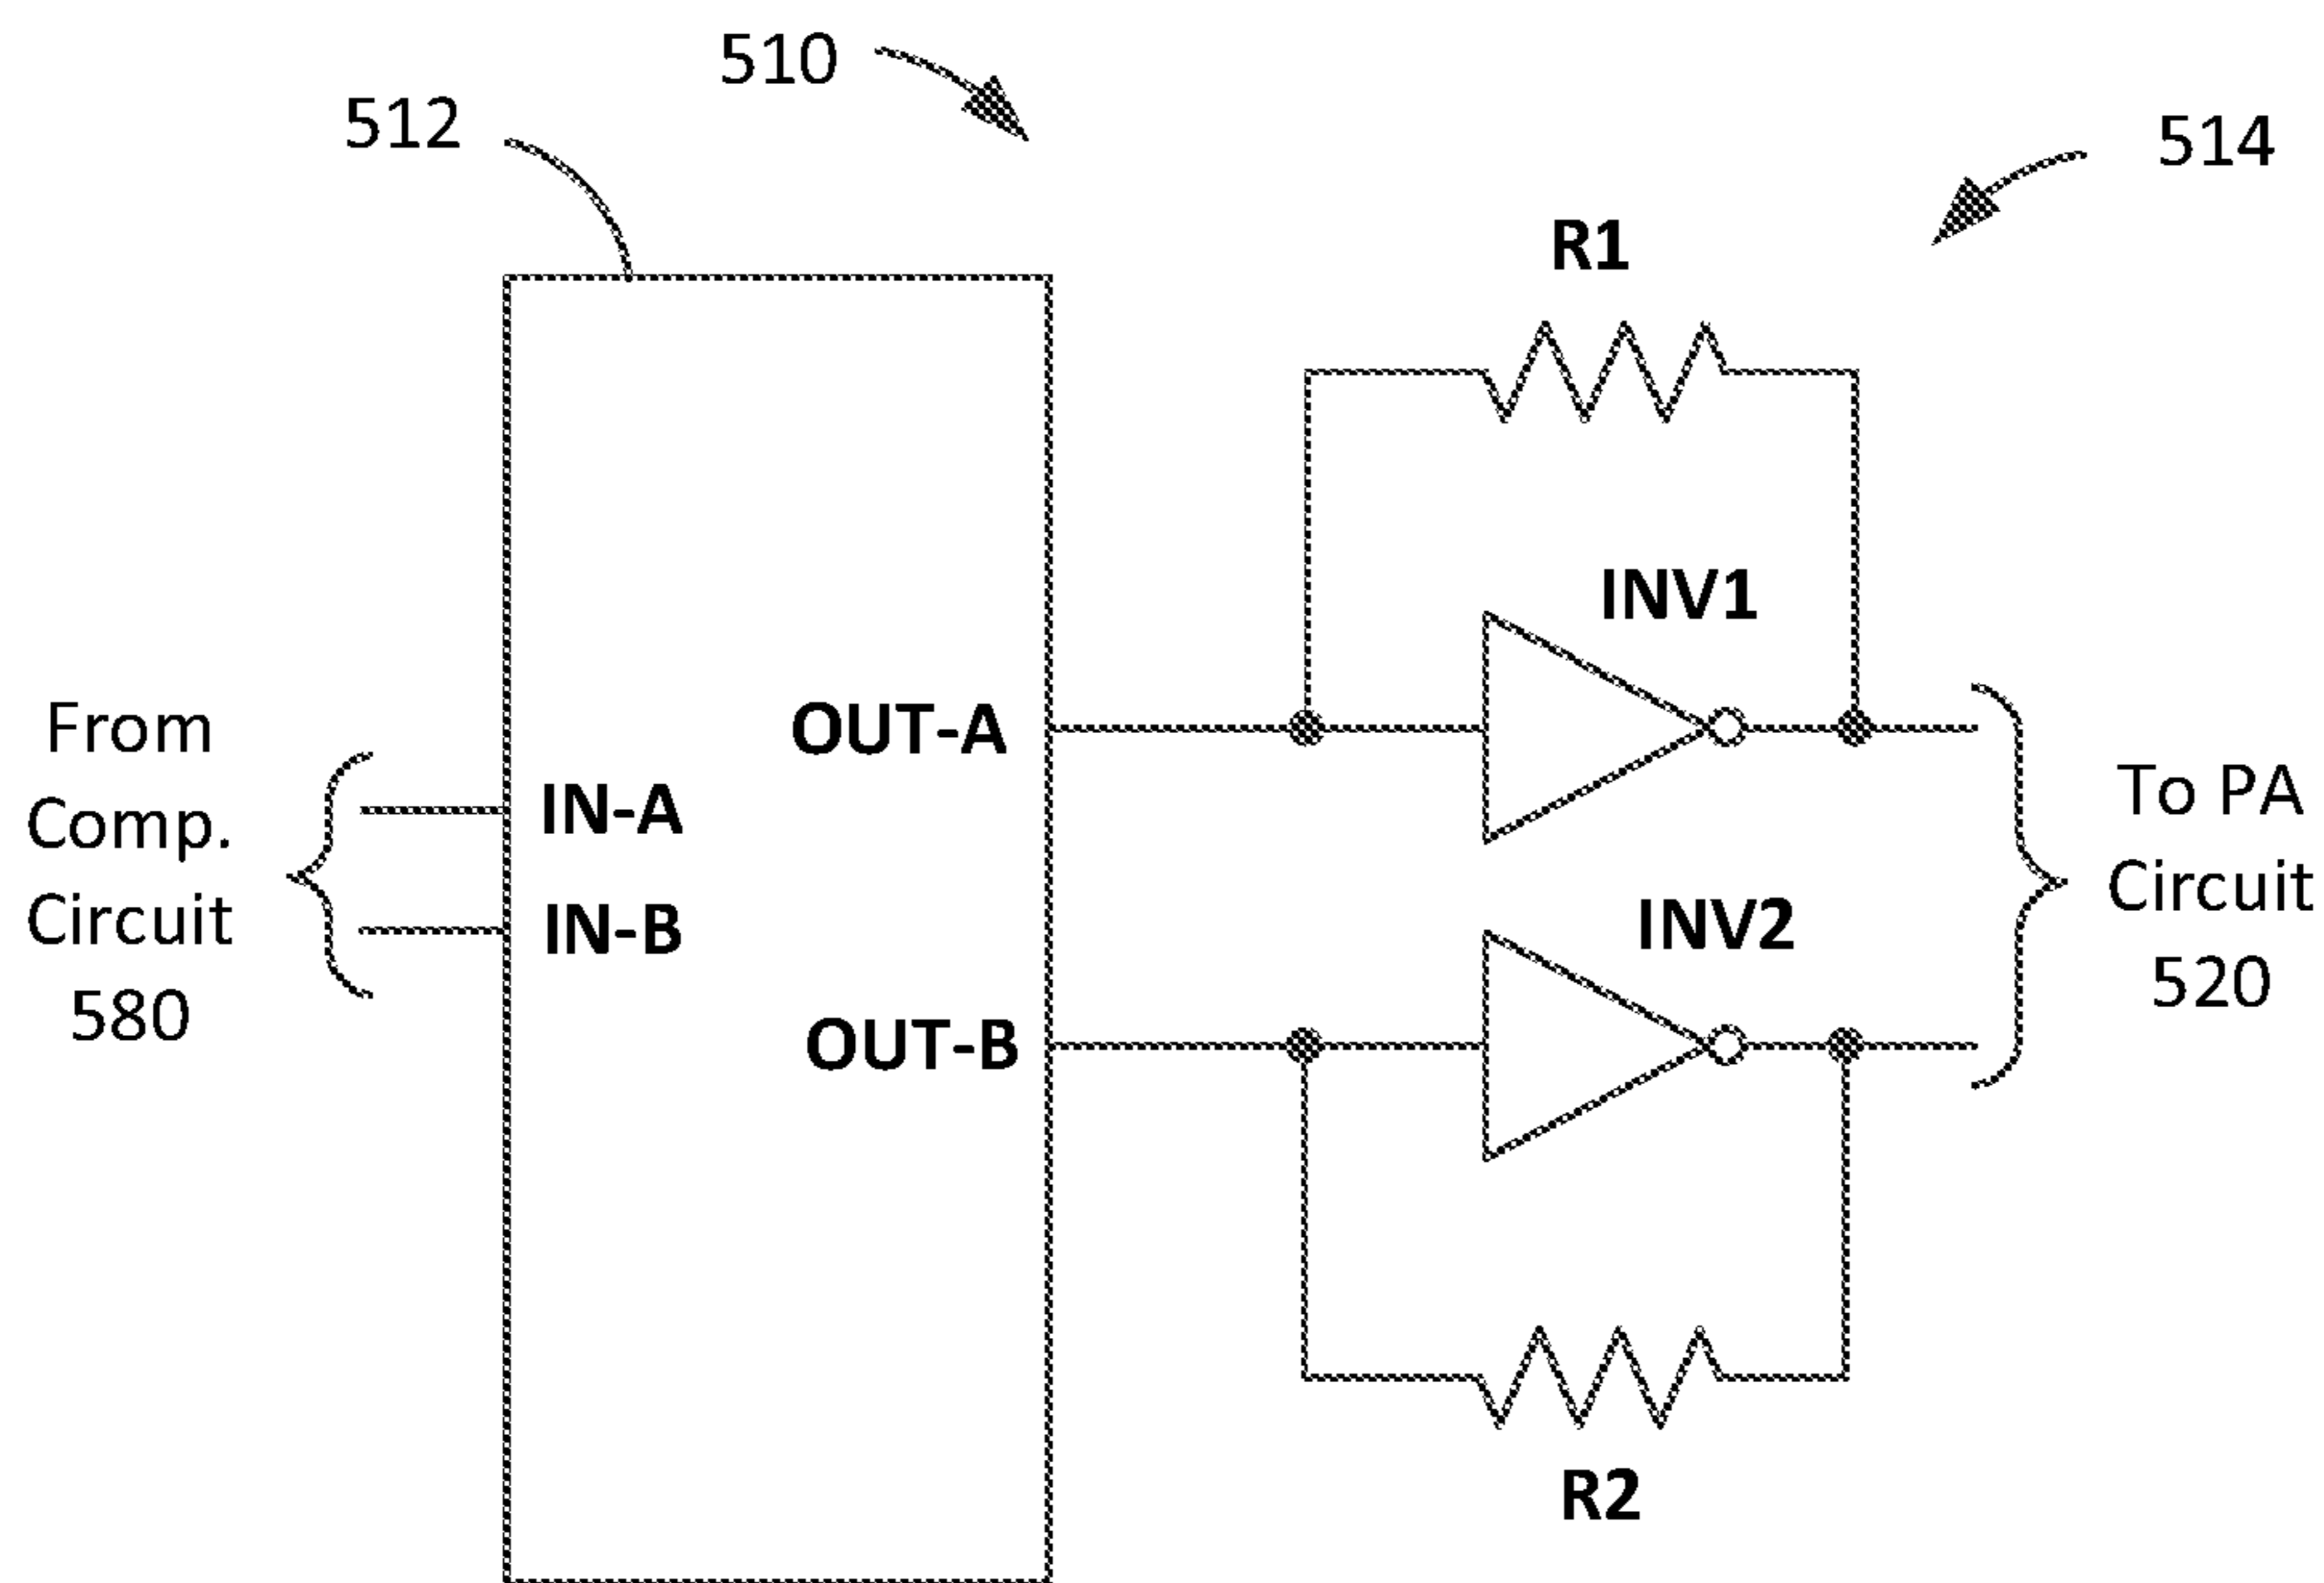 510
512
514
R1
INV1
From
Comp.
Circuit
580
IN-A
IN-B
OUT-A
OUT-B
INV2
To PA
Circuit
520
R2